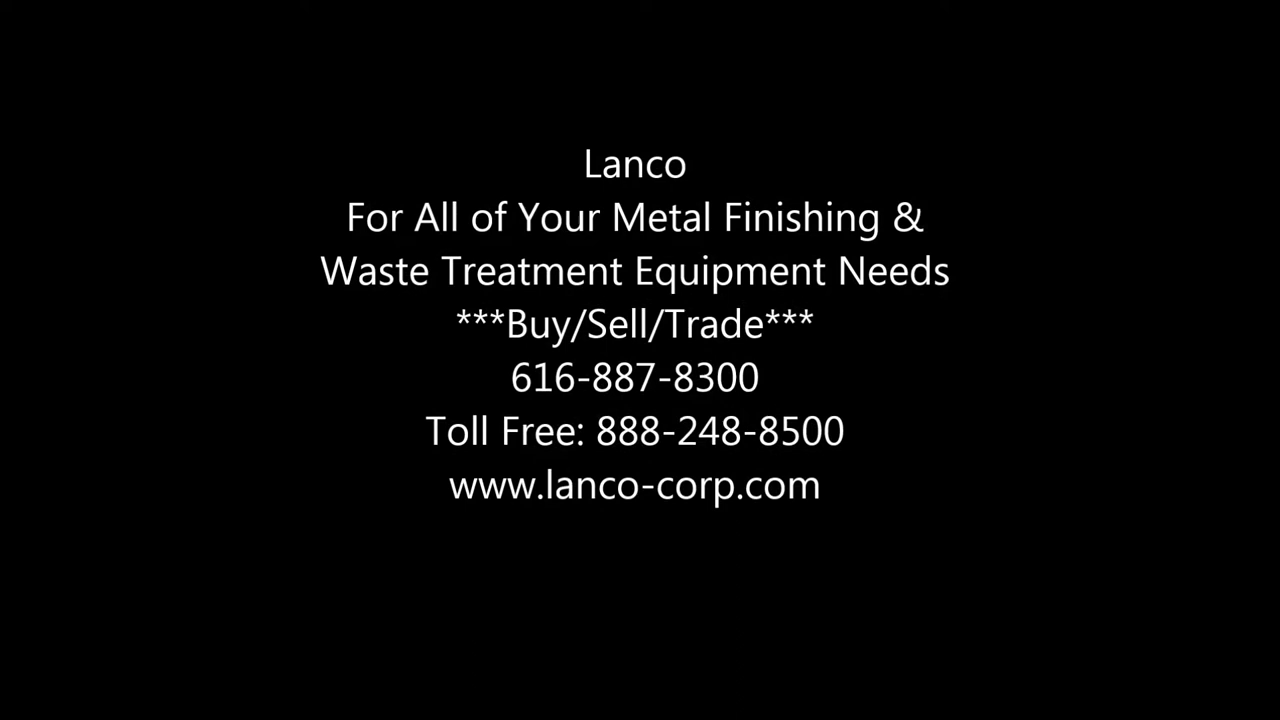 Lanco
For All of Your Metal Finishing &
Waste Treatment Equipment Needs
***Buy/Sell/Trade***
616-887-8300
Toll Free: 888-248-8500
www.lanco-corp.com